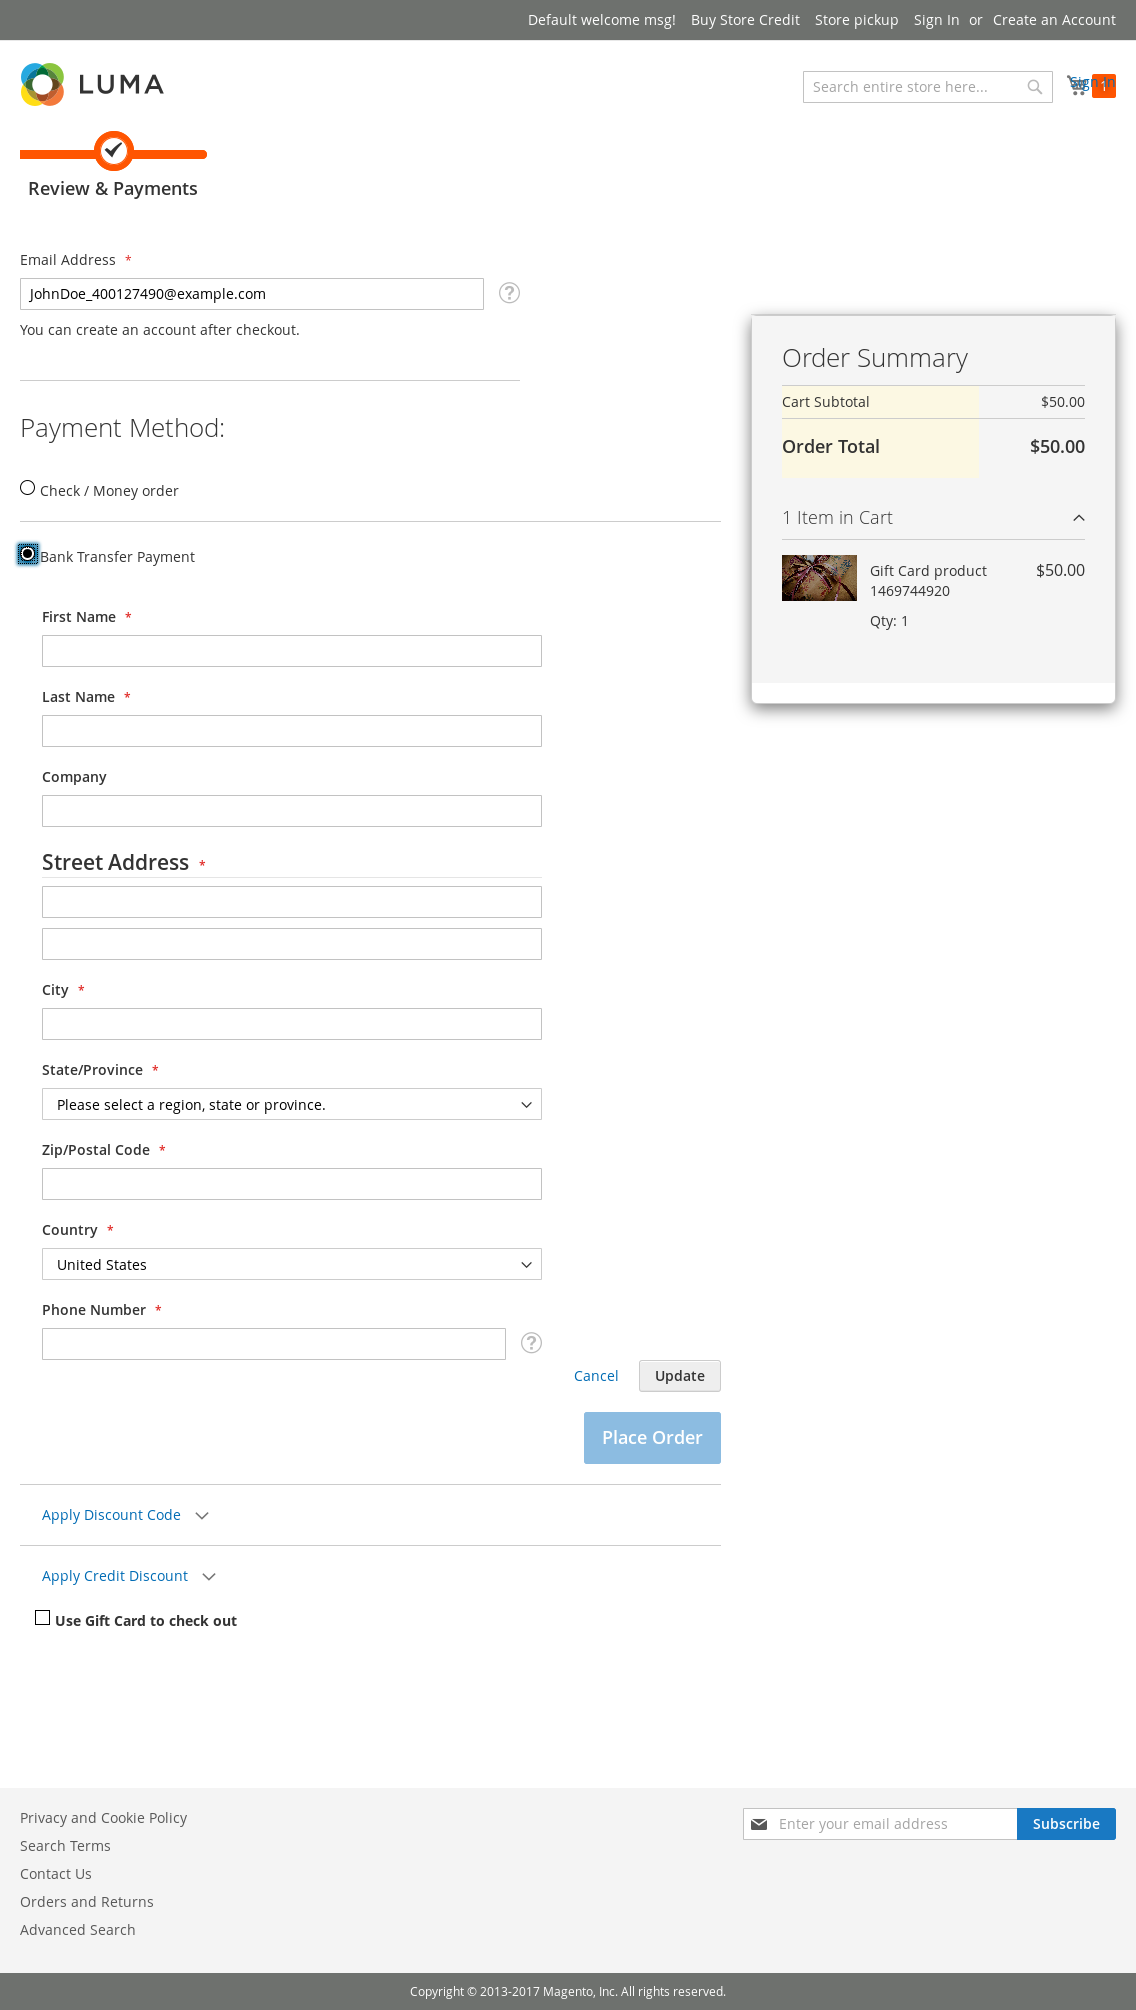 Default welcome msg! Buy Store Credit Store pickup Sign In or Create an Account
LUMA
Search entire store here...
Sign In
1
Review & Payments
Email Address *
JohnDoe_400127490@example.com
?
You can create an account after checkout.
Order Summary
Cart Subtotal $50.00
Order Total $50.00
1 Item in Cart
Gift Card product 1469744920 $50.00
Qty: 1
Payment Method:
Check / Money order
Bank Transfer Payment
First Name *
Last Name *
Company
Street Address *
City *
State/Province *
Please select a region, state or province.
Zip/Postal Code *
Country *
United States
Phone Number *
?
Cancel Update
Place Order
Apply Discount Code
Apply Credit Discount
Use Gift Card to check out
Privacy and Cookie Policy
Search Terms
Contact Us
Orders and Returns
Advanced Search
Enter your email address Subscribe
Copyright © 2013-2017 Magento, Inc. All rights reserved.